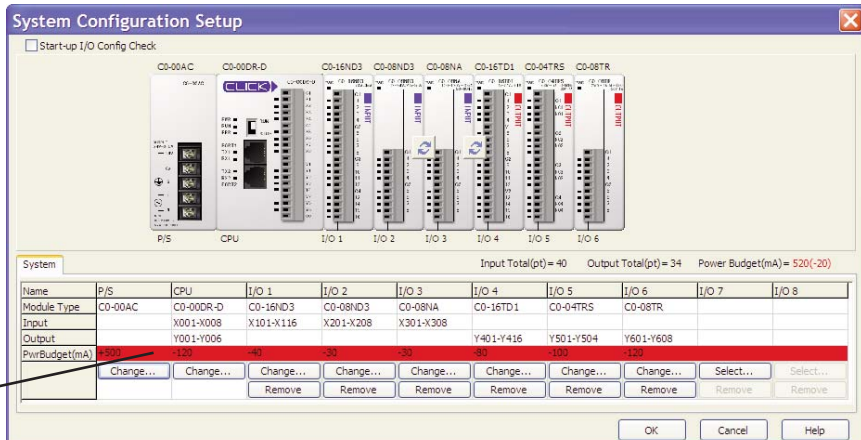 System Configuration Setup
Start-up I/O Config Check
C0-00AC C0-00DR-D C0-16ND3 C0-08ND3 C0-08NA C0-16TD1 C0-04TRS C0-08TR
CLICK
INPUT INPUT INPUT OUTPUT OUTPUT OUTPUT
P/S CPU I/O 1 I/O 2 I/O 3 I/O 4 I/O 5 I/O 6
System
Input Total(pt)= 40 Output Total(pt)= 34 Power Budget(mA)= 520(-20)
Name P/S CPU I/O 1 I/O 2 I/O 3 I/O 4 I/O 5 I/O 6 I/O 7 I/O 8
Module Type C0-00AC C0-00DR-D C0-16ND3 C0-08ND3 C0-08NA C0-16TD1 C0-04TRS C0-08TR
Input X001-X008 X101-X116 X201-X208 X301-X308
Output Y001-Y006 Y401-Y416 Y501-Y504 Y601-Y608
PwrBudget(mA) +500 -120 -40 -30 -30 -80 -100 -120
Change... Change... Change... Change... Change... Change... Change... Change... Select... Select...
Remove Remove Remove Remove Remove Remove Remove Remove
OK Cancel Help